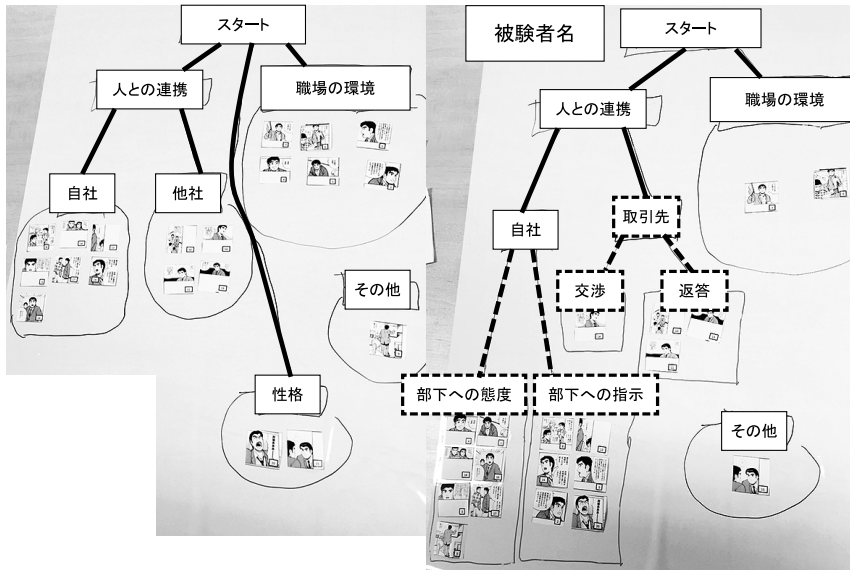 スタート
人との連携
職場の環境
自社
他社
その他
性格
被験者名
スタート
人との連携
職場の環境
自社
取引先
交渉
返答
部下への態度
部下への指示
その他